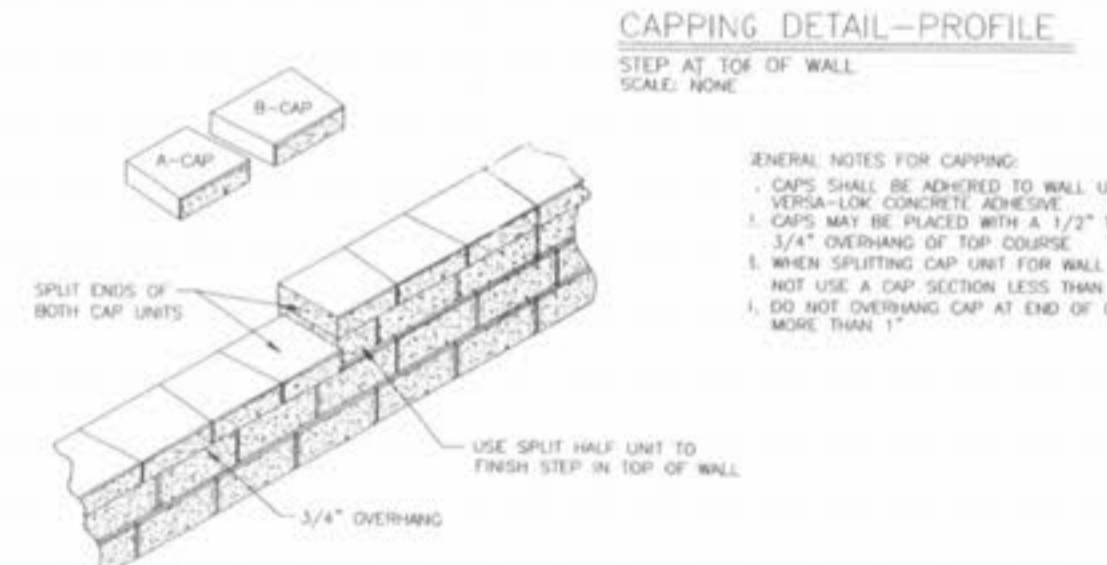 CAPPING DETAIL-PROFILE
STEP AT TOP OF WALL
SCALE: NONE
B-CAP
A-CAP
SPLIT ENDS OF
BOTH CAP UNITS
USE SPLIT HALF UNIT TO
FINISH STEP IN TOP OF WALL
3/4" OVERHANG
GENERAL NOTES FOR CAPPING:
CAPS SHALL BE ADHERED TO WALL
VERSA-LOK CONCRETE ADHESIVE
CAPS MAY BE PLACED WITH A 1/2"
3/4" OVERHANG OF TOP COURSE
WHEN SPLITTING CAP UNIT FOR WALL
NOT USE A CAP SECTION LESS THAN
DO NOT OVERHANG CAP AT END OF
MORE THAN 1"